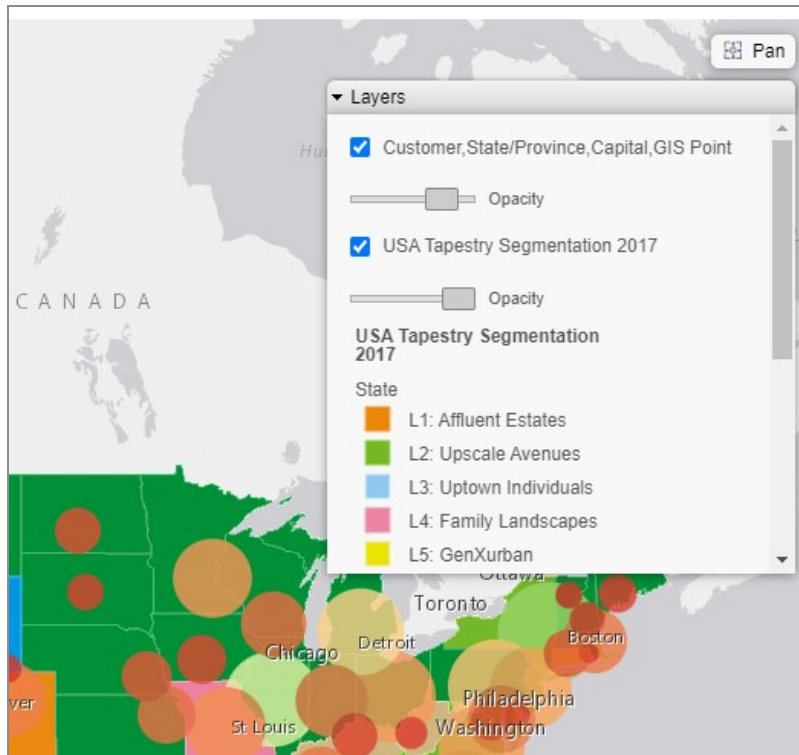 Pan
Layers
Customer,State/Province,Capital,GIS Point
Opacity
USA Tapestry Segmentation 2017
Opacity
USA Tapestry Segmentation
2017
State
L1: Affluent Estates
L2: Upscale Avenues
L3: Uptown Individuals
L4: Family Landscapes
L5: GenXurban
CANADA
Ottawa
Toronto
Detroit
Boston
Chicago
Philadelphia
St Louis
Washington